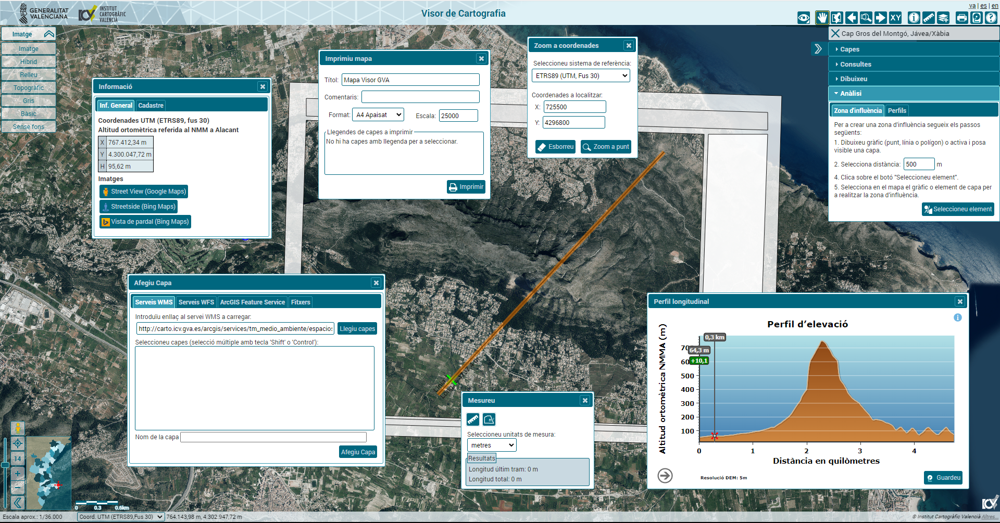 GENERALITAT
VALENCIANA
ICV
INSTITUT
CARTOGRÀFIC
VALENCIÀ
Visor de Cartografia
va | es | en
XY
Imatge
Imatge
Híbrid
Relleu
Topogràfic
Gris
Bàsic
Sense fons
Informació
Inf. General
Cadastre
Coordenades UTM (ETRS89, fus 30)
Altitud ortomètrica referida al NMM a Alacant
X 767.412,34 m
Y 4.300.047,72 m
H 95,62 m
Imatges
Street View (Google Maps)
Streetside (Bing Maps)
Vista de pardal (Bing Maps)
Imprimiu mapa
Títol: Mapa Visor GVA
Comentaris:
Format: A4 Apaisat Escala: 25000
Llegendes de capes a imprimir
No hi ha capes amb llegenda per a seleccionar.
Imprimir
Zoom a coordenades
Seleccioneu sistema de referència:
ETRS89 (UTM, Fus 30)
Coordenades a localitzar:
X: 725500
Y: 4296800
Esborreu
Zoom a punt
Cap Gros del Montgó, Jávea/Xàbia
Capes
Consultes
Dibuixeu
Anàlisi
Zona d'influència
Perfils
Per a crear una zona d'influència segueix els passos
següents:
1. Dibuixeu gràfic (punt, línia o polígon) o activa i posa
visible una capa.
2. Selecciona distància: 500 m
4. Clica sobre el botó "Seleccioneu element".
5. Selecciona en el mapa el gràfic o element de capa per
a realitzar la zona d'influència.
Seleccioneu element
Afegiu Capa
Serveis WMS
Serveis WFS
ArcGIS Feature Service
Fitxers
Introduïu enllaç al servei WMS a carregar:
http://carto.icv.gva.es/arcgis/services/tm_medio_ambiente/espacios
Llegiu capes
Seleccioneu capes (selecció múltiple amb tecla 'Shift' o 'Control'):
Nom de la capa
Afegiu Capa
Mesureu
Seleccioneu unitats de mesura:
metres
Resultats
Longitud últim tram: 0 m
Longitud total: 0 m
Perfil longitudinal
Perfil d’elevació
Altitud ortomètrica NMMA (m)
0,3 km
64,3 m
+10,1
500
400
300
200
100
0 1 2 3 4
Distància en quilòmetres
Resolució DEM: 5m
Guardeu
14
0 0.3 0.6km
Escala aprox.: 1/36.000
Coord. UTM (ETRS89,Fus 30)
764.143,98 m, 4.302.947,72 m
ICV
© Institut Cartogràfic Valencià Altres...